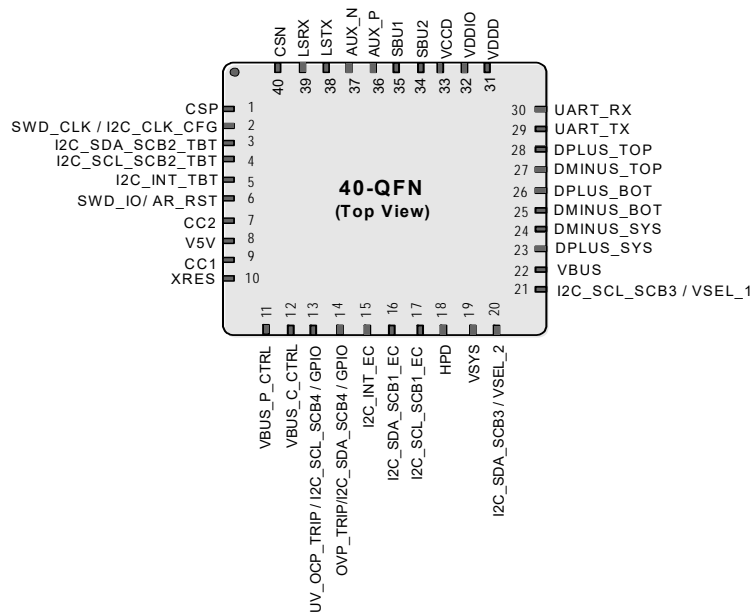 CSN
LSRX
LSTX
AUX_N
AUX_P
SBU1
SBU2
VCCD
VDDIO
VDDD
40
39
38
37
36
35
34
33
32
31
CSP 1
SWD_CLK / I2C_CLK_CFG 2
I2C_SDA_SCB2_TBT 3
I2C_SCL_SCB2_TBT 4
I2C_INT_TBT 5
SWD_IO/ AR_RST 6
CC2 7
V5V 8
CC1 9
XRES 10
40-QFN
(Top View)
30 UART_RX
29 UART_TX
28 DPLUS_TOP
27 DMINUS_TOP
26 DPLUS_BOT
25 DMINUS_BOT
24 DMINUS_SYS
23 DPLUS_SYS
22 VBUS
21 I2C_SCL_SCB3 / VSEL_1
11
12
13
14
15
16
17
18
19
20
VBUS_P_CTRL
VBUS_C_CTRL
UV_OCP_TRIP / I2C_SCL_SCB4 / GPIO
OVP_TRIP/I2C_SDA_SCB4 / GPIO
I2C_INT_EC
I2C_SDA_SCB1_EC
I2C_SCL_SCB1_EC
HPD
VSYS
I2C_SDA_SCB3 / VSEL_2